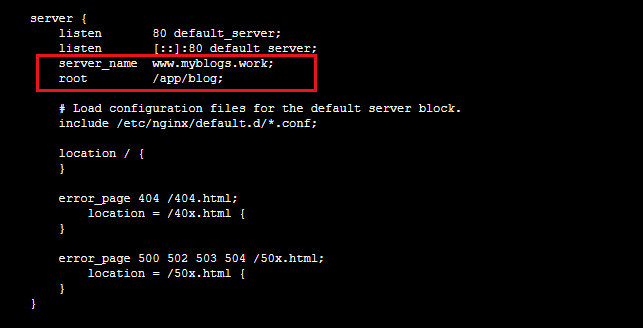 server {
listen 80 default_server;
listen [::]:80 default_server;
server_name www.myblogs.work;
root /app/blog;
# Load configuration files for the default server block.
include /etc/nginx/default.d/*.conf;
location / {
}
error_page 404 /404.html;
location = /40x.html {
}
error_page 500 502 503 504 /50x.html;
location = /50x.html {
}
}